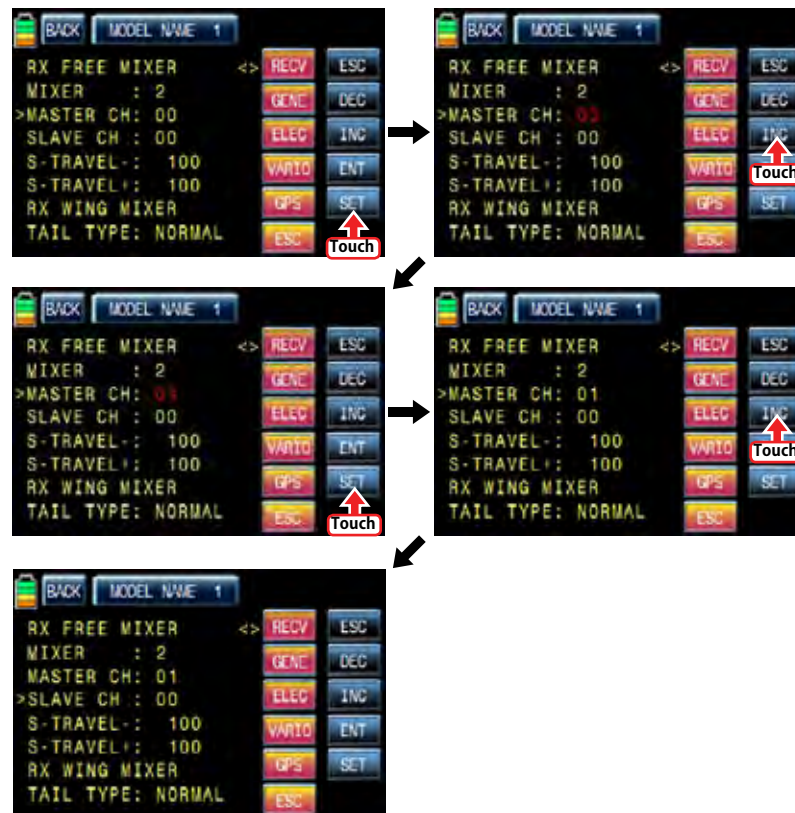 BACK MODEL NAME 1
RX FREE MIXER <> RECV ESC
MIXER : 2 GENE DEC
>MASTER CH: 00
SLAVE CH : 00 ELEC INC
S-TRAVEL-: 100 VARIO ENT
S-TRAVEL+: 100
RX WING MIXER GPS SET
TAIL TYPE: NORMAL ESC
Touch
BACK MODEL NAME 1
RX FREE MIXER <> RECV ESC
MIXER : 2 GENE DEC
>MASTER CH:
SLAVE CH : 00 ELEC INC
S-TRAVEL-: 100 VARIO
Touch
S-TRAVEL+: 100
RX WING MIXER GPS SET
TAIL TYPE: NORMAL ESC
BACK MODEL NAME 1
RX FREE MIXER <> RECV ESC
MIXER : 2 GENE DEC
>MASTER CH: 01
SLAVE CH : 00 ELEC INC
S-TRAVEL-: 100 VARIO ENT
S-TRAVEL+: 100
RX WING MIXER GPS SET
TAIL TYPE: NORMAL ESC
Touch
BACK MODEL NAME 1
RX FREE MIXER <> RECV ESC
MIXER : 2 GENE DEC
>MASTER CH: 01
SLAVE CH : 00 ELEC INC
S-TRAVEL-: 100 VARIO
Touch
S-TRAVEL+: 100
RX WING MIXER GPS SET
TAIL TYPE: NORMAL ESC
BACK MODEL NAME 1
RX FREE MIXER <> RECV ESC
MIXER : 2 GENE DEC
MASTER CH: 01
>SLAVE CH : 00 ELEC INC
S-TRAVEL-: 100 VARIO ENT
S-TRAVEL+: 100
RX WING MIXER GPS SET
TAIL TYPE: NORMAL ESC